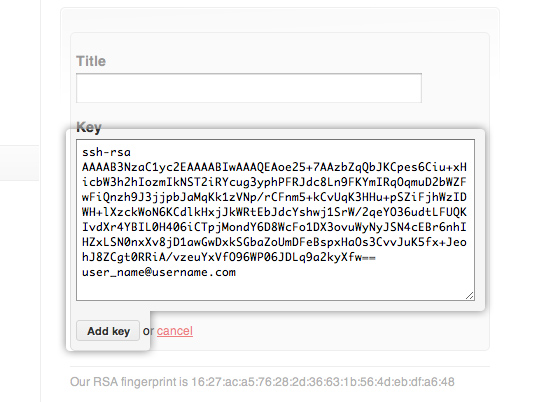 Title
Key
ssh-rsa
AAAAB3NzaC1yc2EAAAABIwAAAQEAoe25+7AAzbZqQbJKCpes6Ciu+xH
icbW3h2hIozmIkNST2iRYcug3yphPFRJdc8Ln9FKYmIRqOqmuD2bWZF
wFiQnzh9J3jjpbJaMqKk1zVNp/rCFnm5+kCvUqK3HHu+pSZiFjhWzID
WH+lXzckWoN6KCdlkHxjJkWRtEbJdcYshwj1SrW/2qeYO36udtLFUQK
IvdXr4YBIL0H406iCTpjMondY6D8WcFo1DX3ovuWyNyJSN4cEBr6nhI
HZxLSN0nxXv8jD1awGwDxkSGbaZoUmDFeBspxHaOs3CvvJuK5fx+Jeo
hJ8ZCgt0RRiA/vzeuYxVfO96WP06JDLq9a2kyXfw==
user_name@username.com
Add key or cancel
Our RSA fingerprint is 16:27:ac:a5:76:28:2d:36:63:1b:56:4d:eb:df:a6:48